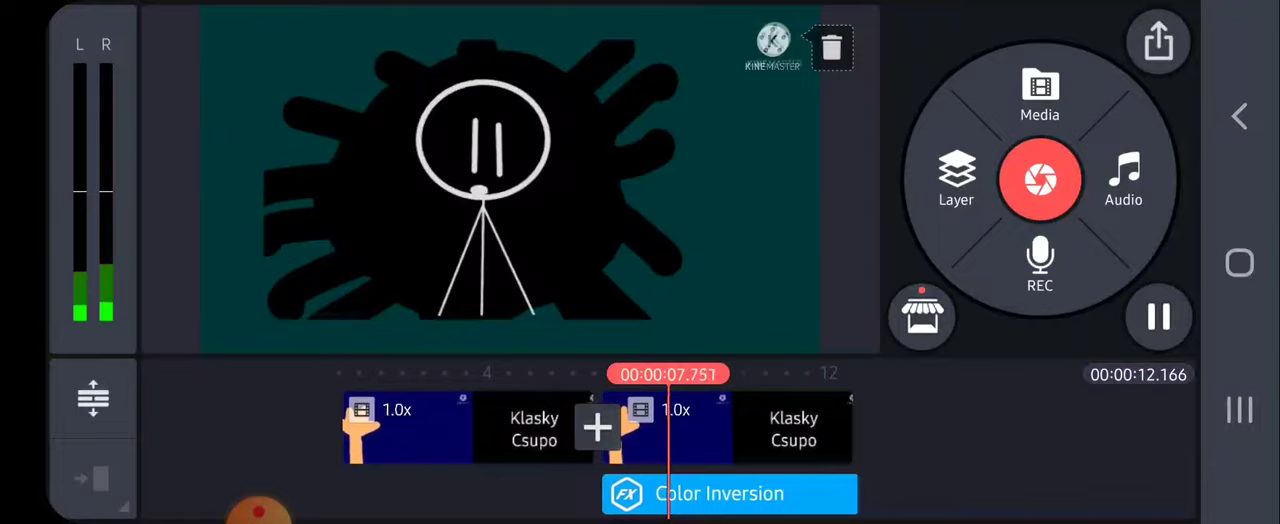 L R
KINEMASTER
Media
Layer
Audio
REC
4
00:00:07.751
12
00:00:12.166
1.0x
Klasky
Csupo
1.0x
Klasky
Csupo
FX Color Inversion